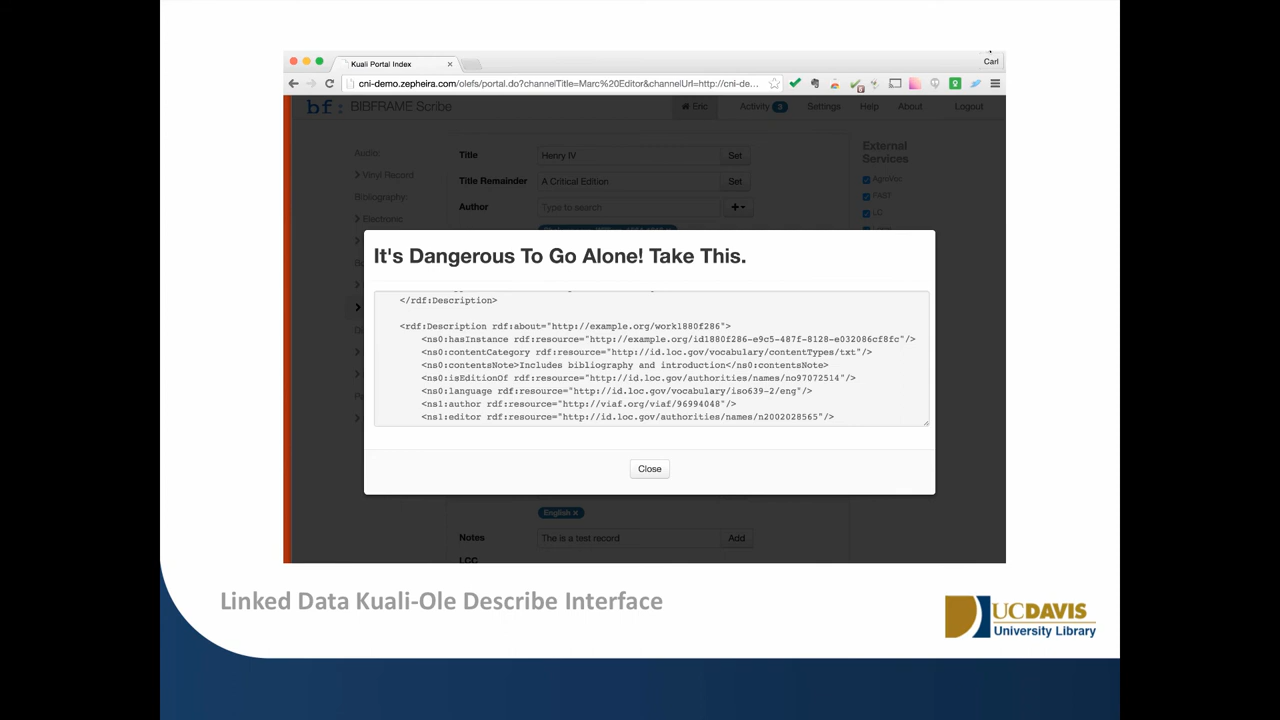 Kuali Portal Index
Carl
cni-demo.zepheira.com/olefs/portal.do?channelTitle=Marc%20Editor&channelUrl=http://cni-de...
bf: BIBFRAME Scribe
Eric
Activity 3
Settings
Help
About
Logout
Audio:
Vinyl Record
Bibliography:
Electronic
Title
Henry IV
Set
Title Remainder
A Critical Edition
Set
Author
Type to search
External
Services
AgroVoc
FAST
LC
It's Dangerous To Go Alone! Take This.
</rdf:Description>
<rdf:Description rdf:about="http://example.org/work1880f286">
<ns0:hasInstance rdf:resource="http://example.org/id1880f286-e9c5-487f-8128-e032086cf8fc"/>
<ns0:contentCategory rdf:resource="http://id.loc.gov/vocabulary/contentTypes/txt"/>
<ns0:contentsNote>Includes bibliography and introduction</ns0:contentsNote>
<ns0:isEditionOf rdf:resource="http://id.loc.gov/authorities/names/no97072514"/>
<ns0:language rdf:resource="http://id.loc.gov/vocabulary/iso639-2/eng"/>
<ns1:author rdf:resource="http://viaf.org/viaf/96994048"/>
<ns1:editor rdf:resource="http://id.loc.gov/authorities/names/n2002028565"/>
Close
English x
Notes
The is a test record
Add
LCC
Linked Data Kuali-Ole Describe Interface
UCDAVIS
University Library